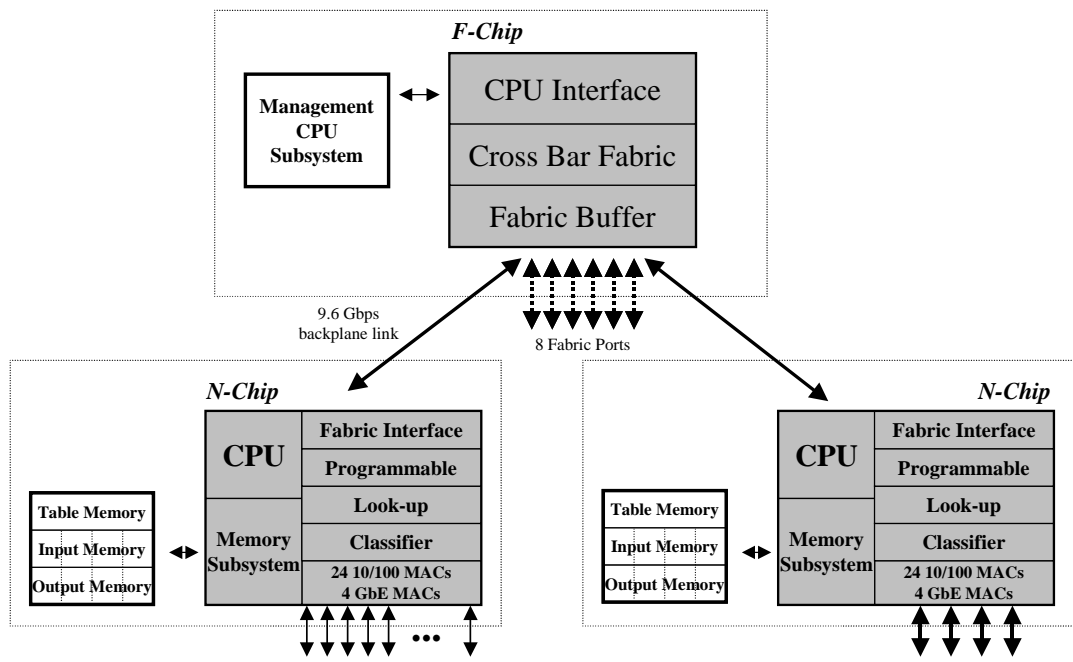 F-Chip
CPU Interface
Management
CPU
Subsystem
Cross Bar Fabric
Fabric Buffer
9.6 Gbps
backplane link
8 Fabric Ports
N-Chip
CPU
Fabric Interface
Programmable
Look-up
Memory
Subsystem
Classifier
24 10/100 MACs
4 GbE MACs
Table Memory
Input Memory
Output Memory
N-Chip
CPU
Fabric Interface
Programmable
Look-up
Memory
Subsystem
Classifier
24 10/100 MACs
4 GbE MACs
Table Memory
Input Memory
Output Memory